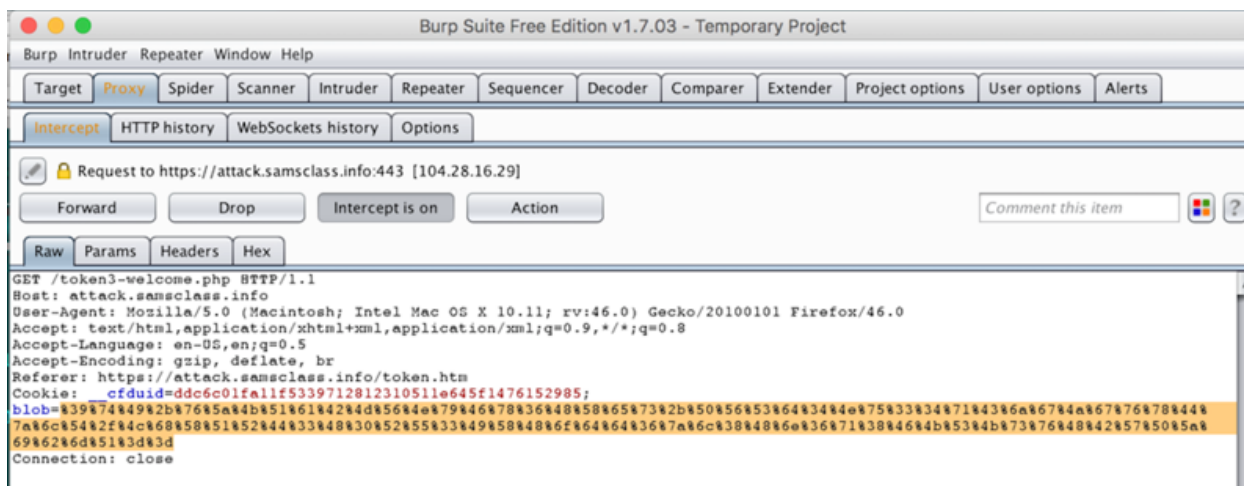 Burp Suite Free Edition v1.7.03 - Temporary Project
Burp Intruder Repeater Window Help
Target Proxy Spider Scanner Intruder Repeater Sequencer Decoder Comparer Extender Project options User options Alerts
Intercept HTTP history WebSockets history Options
Request to https://attack.samsclass.info:443 [104.28.16.29]
Forward Drop Intercept is on Action Comment this item ?
Raw Params Headers Hex
GET /token3-welcome.php HTTP/1.1
Host: attack.samsclass.info
User-Agent: Mozilla/5.0 (Macintosh; Intel Mac OS X 10.11; rv:46.0) Gecko/20100101 Firefox/46.0
Accept: text/html,application/xhtml+xml,application/xml;q=0.9,*/*;q=0.8
Accept-Language: en-US,en;q=0.5
Accept-Encoding: gzip, deflate, br
Referer: https://attack.samsclass.info/token.htm
Cookie: __cfduid=ddc6c01fa11f5339712812310511e645f1476152985;
blob=%39%74%49%2b%76%5a%4b%51%61%42%4d%56%4e%79%46%78%36%48%58%65%73%2b%50%56%53%64%34%4e%75%33%34%71%43%6a%67%4a%67%76%78%44%
7a%6c%54%2f%4c%68%58%51%52%44%33%48%30%52%55%33%49%58%48%6f%64%64%36%7a%6c%38%48%6e%36%71%38%46%4b%53%4b%73%76%48%42%57%50%5a%
69%62%6d%51%3d%3d
Connection: close